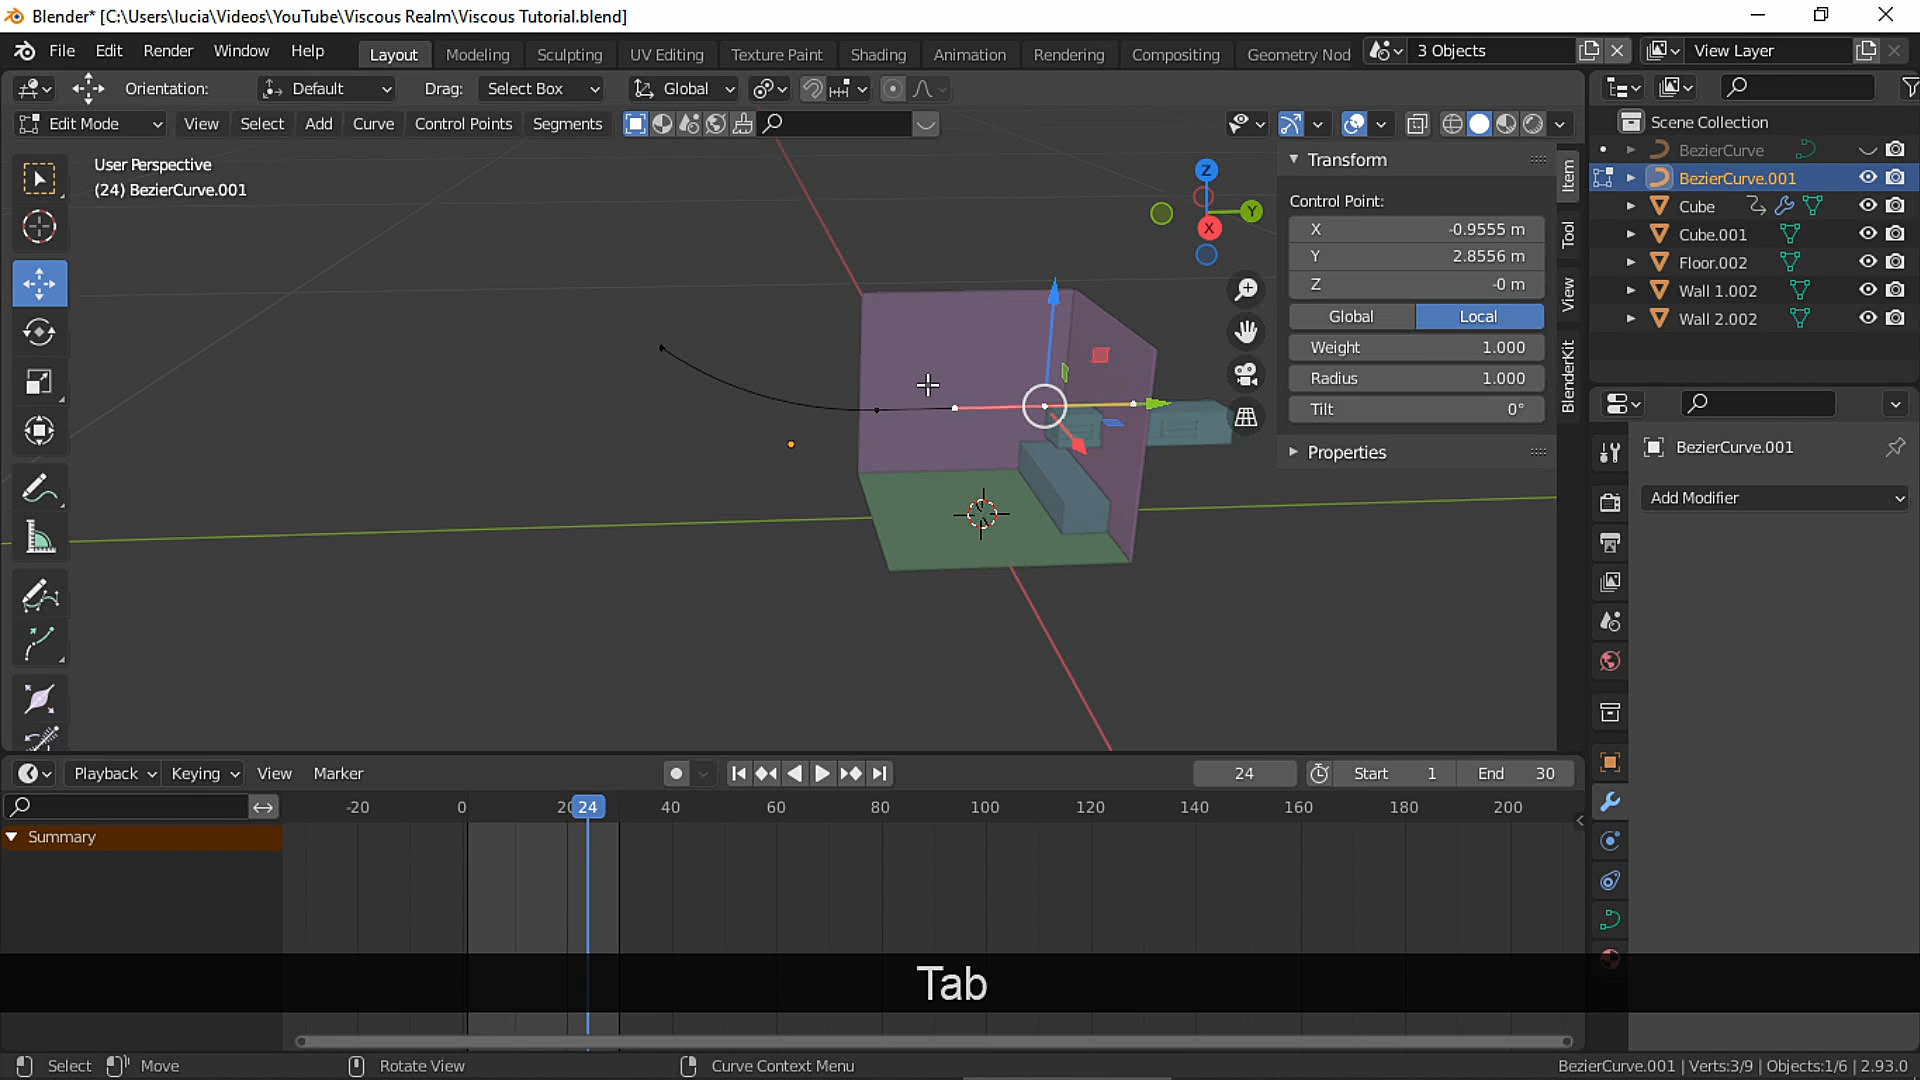 Blender* [C:\Users\lucia\Videos\YouTube\Viscous Realm\Viscous Tutorial.blend]
File Edit Render Window Help Layout Modeling Sculpting UV Editing Texture Paint Shading Animation Rendering Compositing Geometry Nod 3 Objects View Layer
Orientation: Default Drag: Select Box Global
Edit Mode View Select Add Curve Control Points Segments
User Perspective
(24) BezierCurve.001
Z
Y
X
Transform
Control Point:
X -0.9555 m
Y 2.8556 m
Z -0 m
Global Local
Weight 1.000
Radius 1.000
Tilt 0°
Properties
Item
Tool
View
BlenderKit
Scene Collection
BezierCurve
BezierCurve.001
Cube
Cube.001
Floor.002
Wall 1.002
Wall 2.002
BezierCurve.001
Add Modifier
Playback Keying View Marker 24 Start 1 End 30
-20 0 20 24 40 60 80 100 120 140 160 180 200
Summary
Tab
Select Move Rotate View Curve Context Menu BezierCurve.001 | Verts:3/9 | Objects:1/6 | 2.93.0